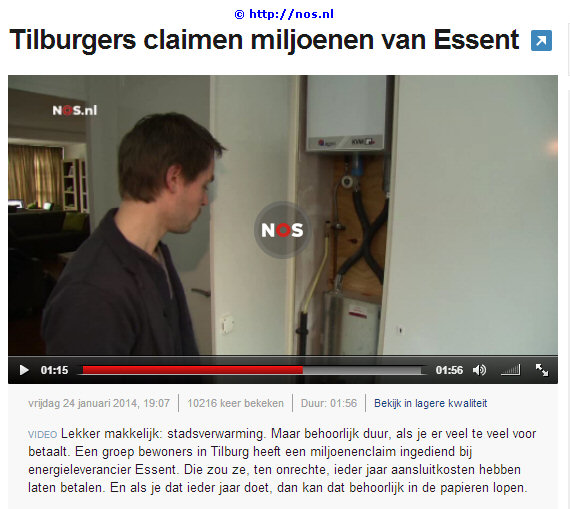 © http://nos.nl
Tilburgers claimen miljoenen van Essent
NOS.nl
NOS
01:15
01:56
vrijdag 24 januari 2014, 19:07
10216 keer bekeken
Duur: 01:56
Bekijk in lagere kwaliteit
VIDEO Lekker makkelijk: stadsverwarming. Maar behoorlijk duur, als je er veel te veel voor
betaalt. Een groep bewoners in Tilburg heeft een miljoenenclaim ingediend bij
energieleverancier Essent. Die zou ze, ten onrechte, ieder jaar aansluitkosten hebben
laten betalen. En als je dat ieder jaar doet, dan kan dat behoorlijk in de papieren lopen.